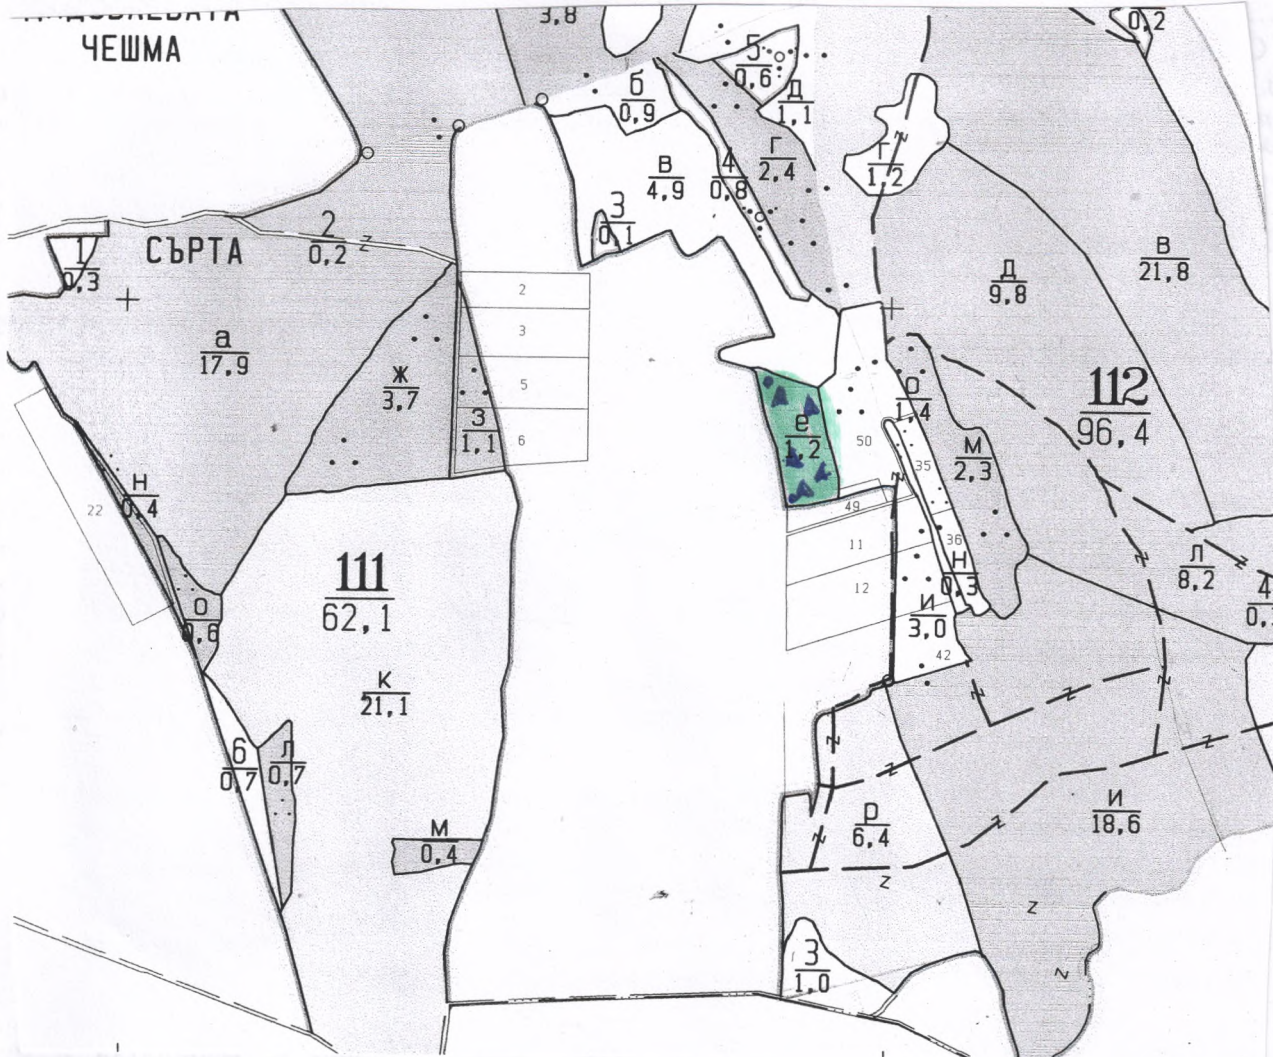 3,8
ЧЕШМА
0,2
5
0,6
б
0,9
Д
1,1
Г
2,4
Г
1,2
В
4,9
4
0,8
З
0,1
1
0,3
СЪРТА
2
0,2
z
В
21,8
Д
9,8
2
3
5
6
а
17,9
Ж
3,7
З
1,1
е
1,2
О
1,4
50
35
М
2,3
112
96,4
Н
0,4
22
49
11
12
36
Н
0,3
Л
8,2
4
0,
О
0,6
111
62,1
И
3,0
42
К
21,1
6
0,7
Л
0,7
М
0,4
Р
6,4
И
18,6
z
z
z
З
1,0